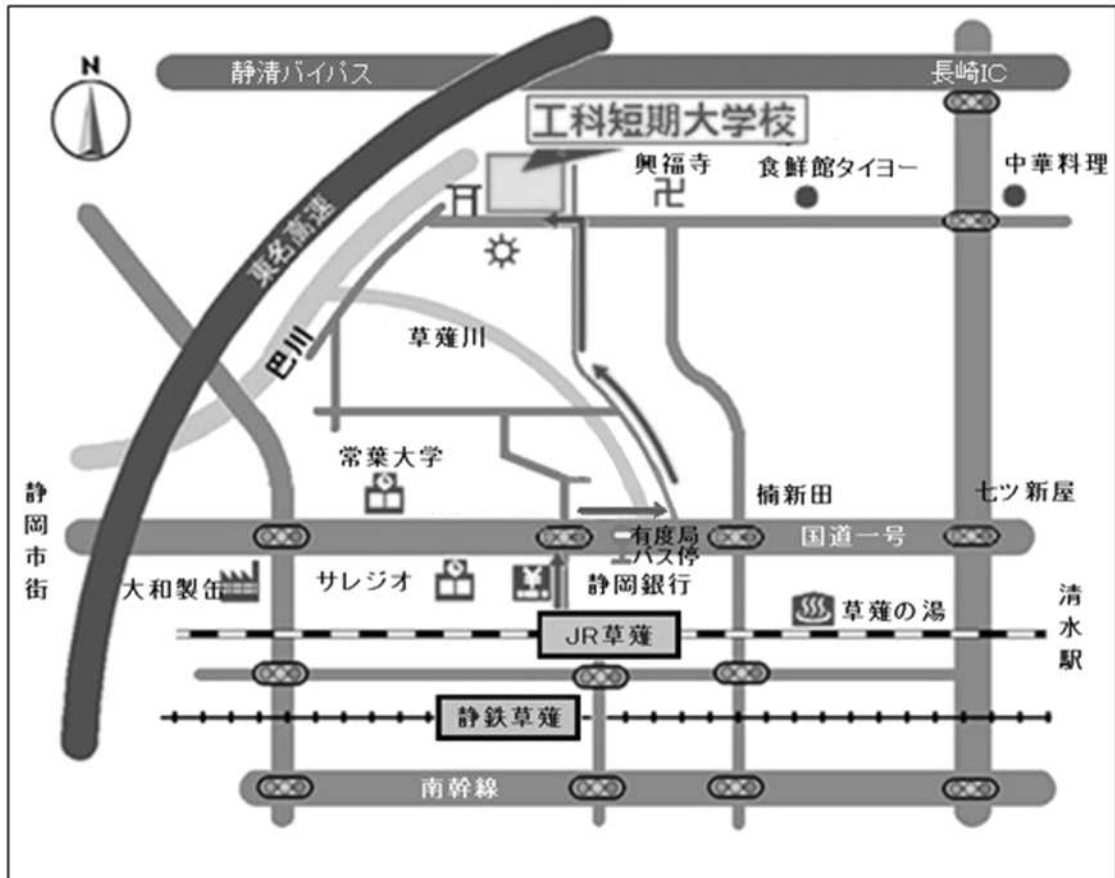 静清バイパス
長崎IC
N
工科短期大学校
興福寺
食鮮館タイヨー
中華料理
東名高速
巴川
草薙川
常葉大学
静岡市街
楠新田
七ツ新屋
有度局
バス停
国道一号
大和製缶
サレジオ
静岡銀行
草薙の湯
清水駅
JR草薙
静鉄草薙
南幹線